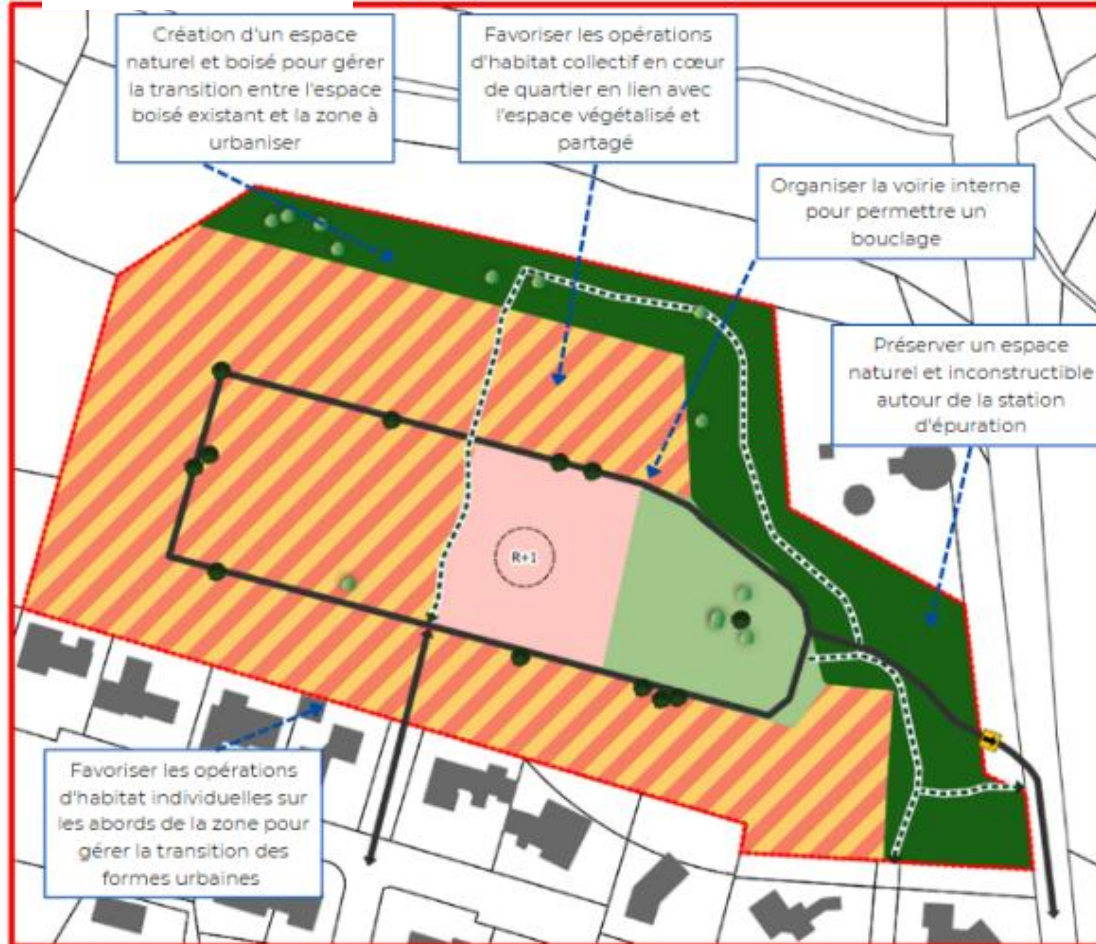 Création d'un espace
naturel et boisé pour gérer
la transition entre l'espace
boisé existant et la zone à
urbaniser
Favoriser les opérations
d'habitat collectif en cœur
de quartier en lien avec
l'espace végétalisé et
partagé
Organiser la voirie interne
pour permettre un
bouclage
Préserver un espace
naturel et inconstructible
autour de la station
d'épuration
R+1
Favoriser les opérations
d'habitat individuelles sur
les abords de la zone pour
gérer la transition des
formes urbaines